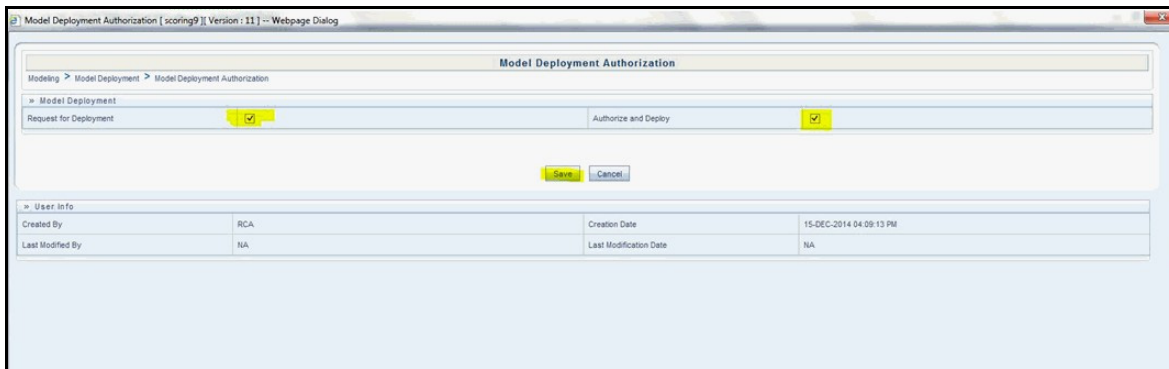 Model Deployment Authorization [ scoring9 ][ Version : 11 ] -- Webpage Dialog
Model Deployment Authorization
Modeling > Model Deployment > Model Deployment Authorization
» Model Deployment
Request for Deployment Authorize and Deploy
Save Cancel
» User Info
Created By RCA Creation Date 15-DEC-2014 04:09:13 PM
Last Modified By NA Last Modification Date NA